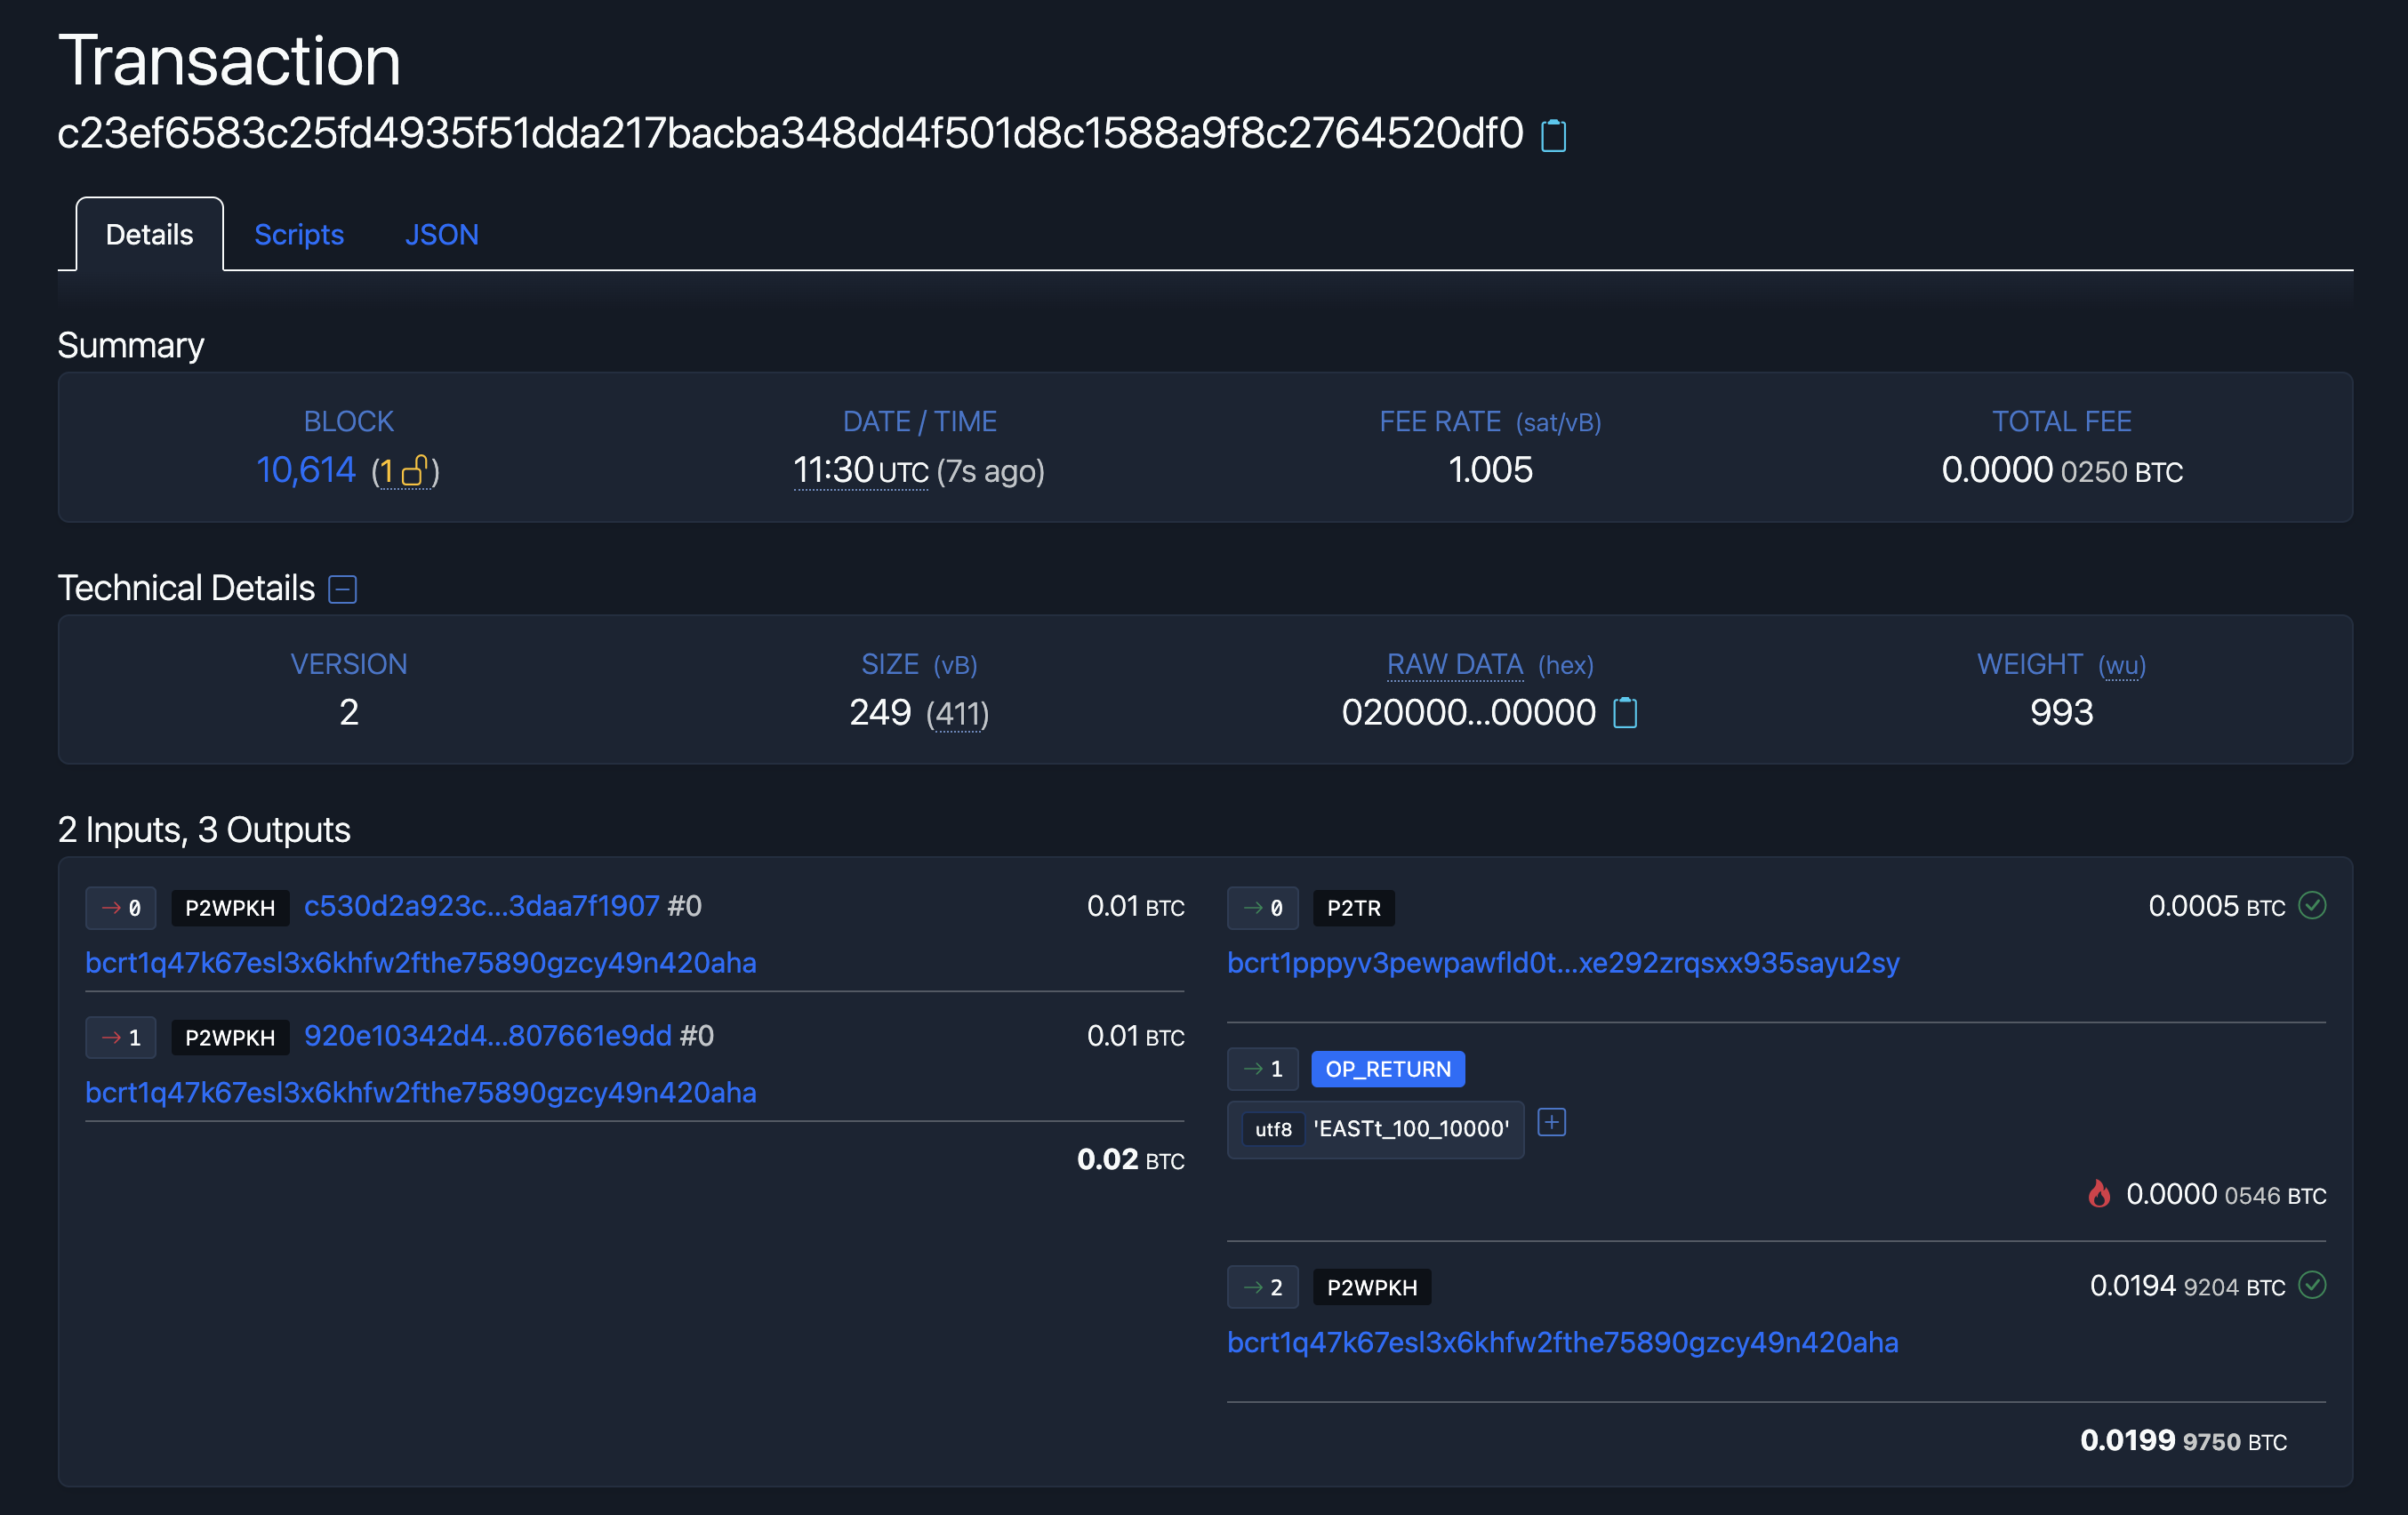 Transaction
c23ef6583c25fd4935f51dda217bacba348dd4f501d8c1588a9f8c2764520df0
Details Scripts JSON
Summary
BLOCK DATE / TIME FEE RATE (sat/vB) TOTAL FEE
10,614 (1) 11:30 UTC (7s ago) 1.005 0.0000 0250 BTC
Technical Details
VERSION SIZE (vB) RAW DATA (hex) WEIGHT (wu)
2 249 (411) 020000...00000 993
2 Inputs, 3 Outputs
0 P2WPKH c530d2a923c...3daa7f1907 #0 0.01 BTC
bcrt1q47k67esl3x6khfw2fthe75890gzcy49n420aha
1 P2WPKH 920e10342d4...807661e9dd #0 0.01 BTC
bcrt1q47k67esl3x6khfw2fthe75890gzcy49n420aha
0.02 BTC
0 P2TR 0.0005 BTC
bcrt1pppyv3pewpawfld0t...xe292zrqsxx935sayu2sy
1 OP_RETURN
utf8 'EASTt_100_10000'
0.0000 0546 BTC
2 P2WPKH 0.0194 9204 BTC
bcrt1q47k67esl3x6khfw2fthe75890gzcy49n420aha
0.0199 9750 BTC